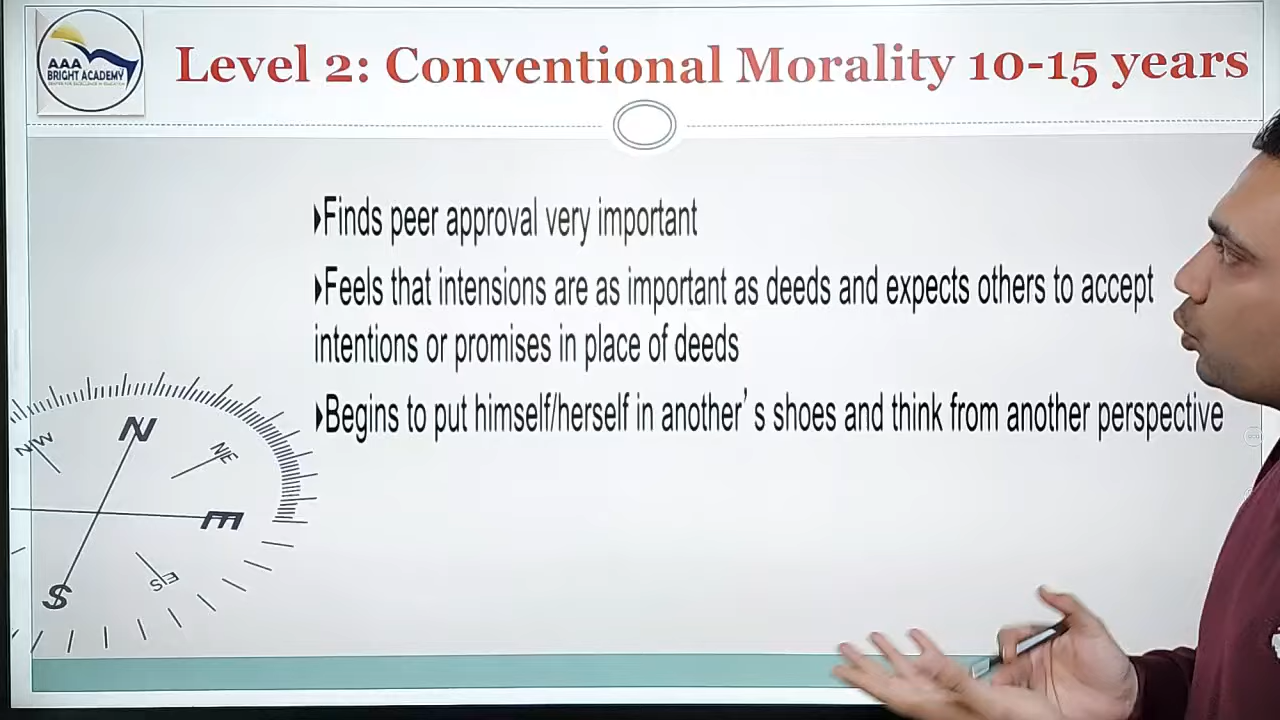 AAA
BRIGHT ACADEMY
Level 2: Conventional Morality 10-15 years
Finds peer approval very important
Feels that intensions are as important as deeds and expects others to accept
intentions or promises in place of deeds
Begins to put himself/herself in another's shoes and think from another perspective
N
NW
NE
E
S